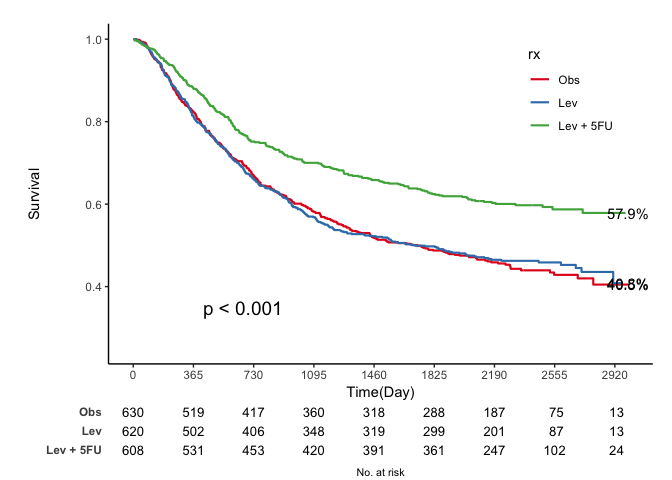 rx
Obs
Lev
Lev + 5FU
Survival
1.0
0.8
0.6
0.4
57.9%
p < 0.001
0 365 730 1095 1460 1825 2190 2555 2920
Time(Day)
Obs 630 519 417 360 318 288 187 75 13
Lev 620 502 406 348 319 299 201 87 13
Lev + 5FU 608 531 453 420 391 361 247 102 24
No. at risk